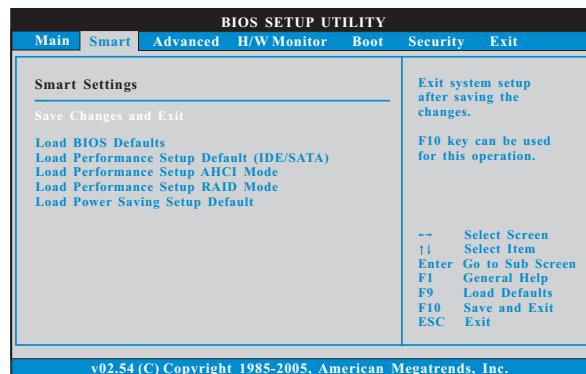 BIOS SETUP UTILITY
Main Smart Advanced H/W Monitor Boot Security Exit
Smart Settings
Save Changes and Exit
Load BIOS Defaults
Load Performance Setup Default (IDE/SATA)
Load Performance Setup AHCI Mode
Load Performance Setup RAID Mode
Load Power Saving Setup Default
Exit system setup
after saving the
changes.
F10 key can be used
for this operation.
←→ Select Screen
↑↓ Select Item
Enter Go to Sub Screen
F1 General Help
F9 Load Defaults
F10 Save and Exit
ESC Exit
v02.54 (C) Copyright 1985-2005, American Megatrends, Inc.